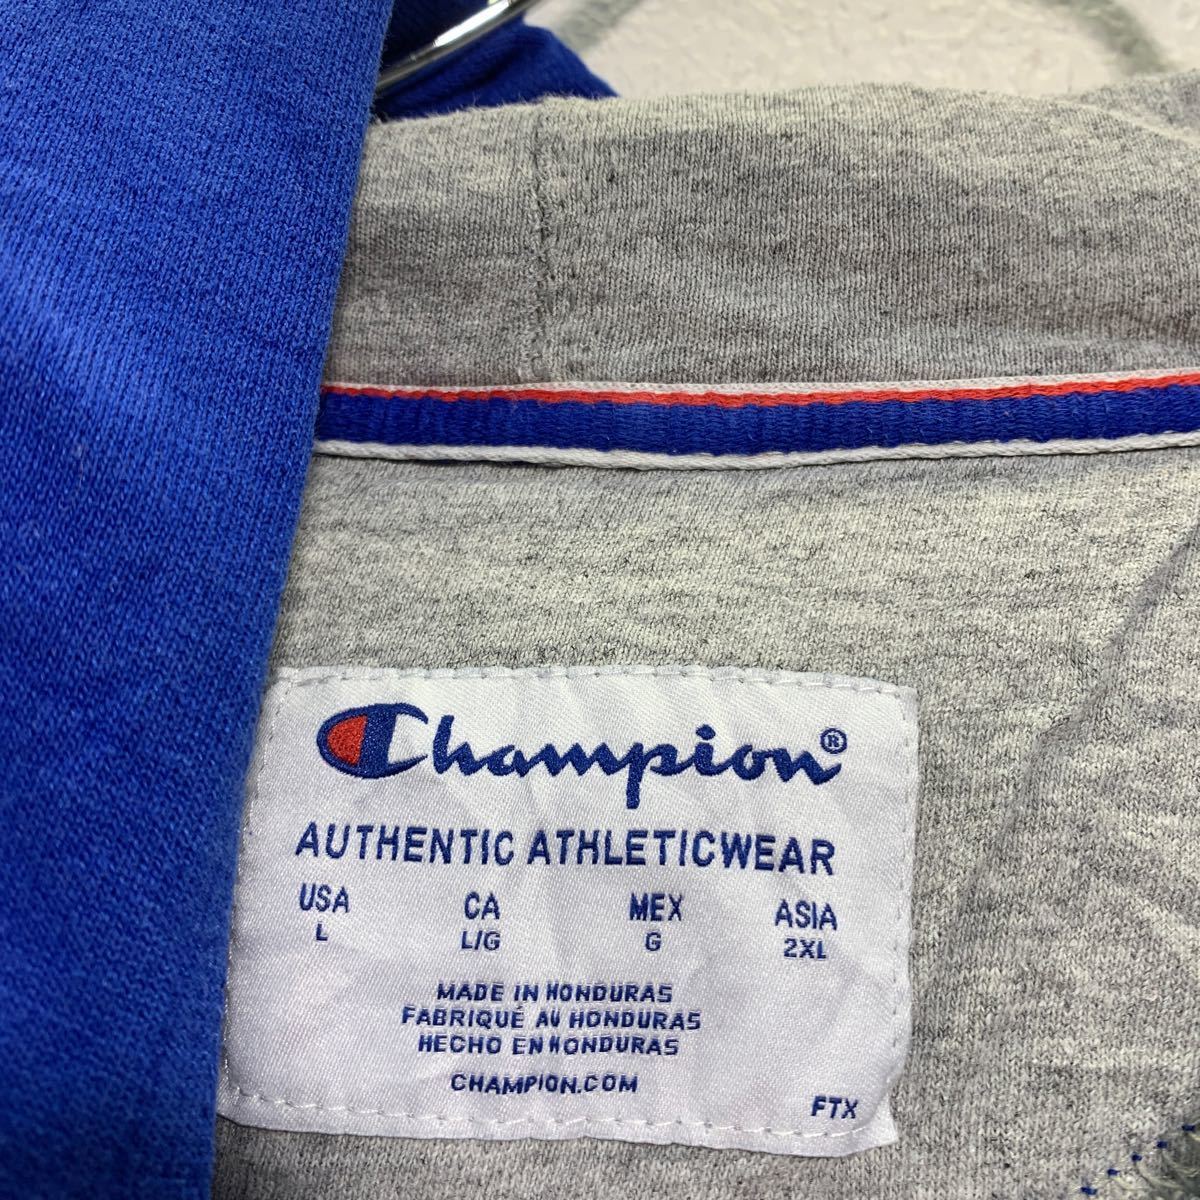 Champion®
AUTHENTIC ATHLETICWEAR
USA CA MEX ASIA
L L/G G 2XL
MADE IN HONDURAS
FABRIQUÉ AU HONDURAS
HECHO EN HONDURAS
CHAMPION.COM
FTX